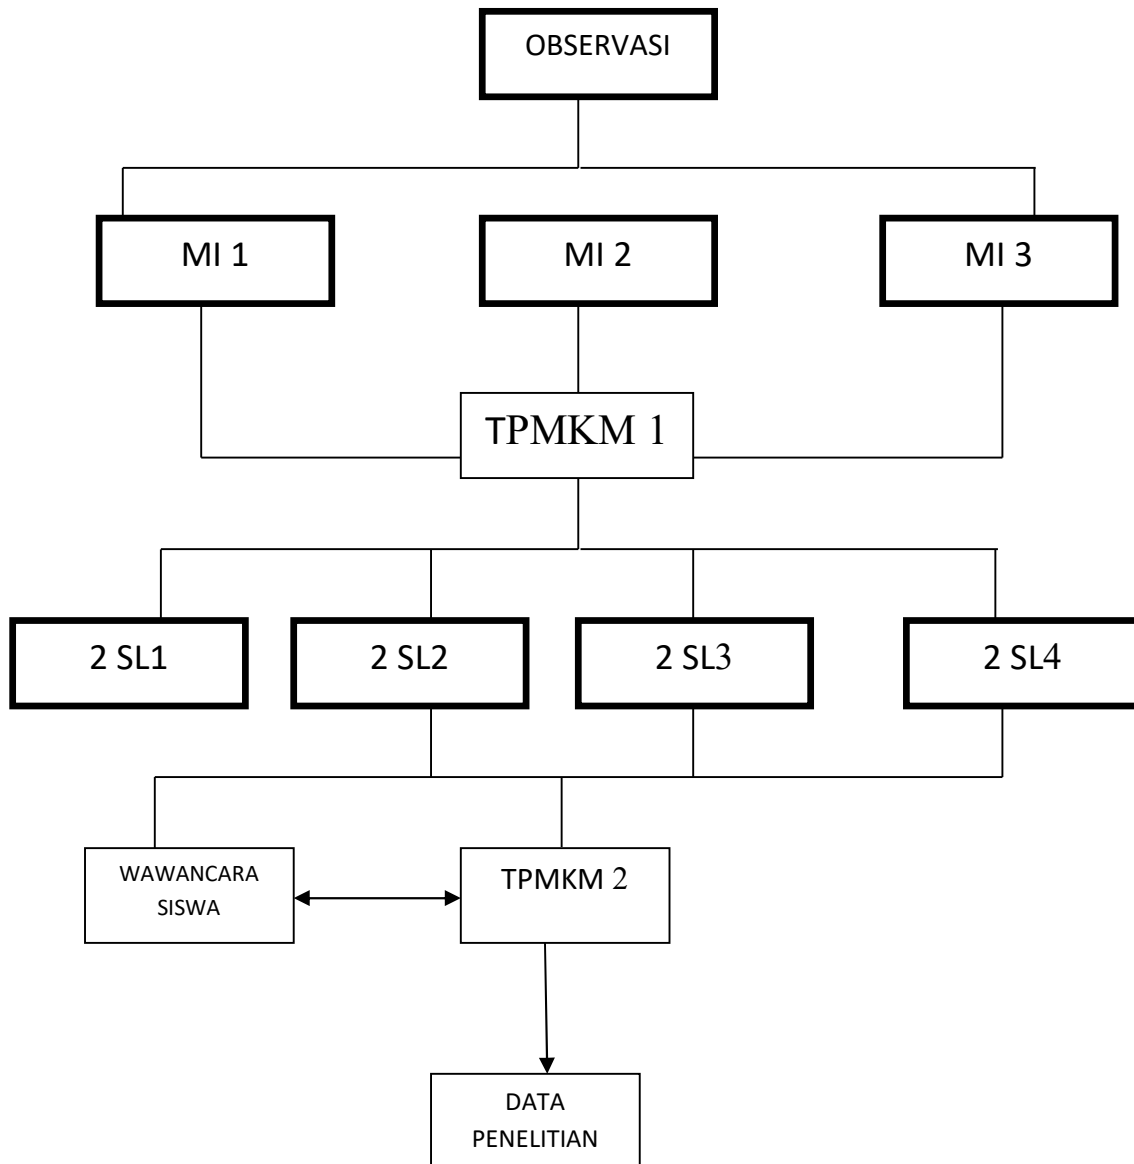 OBSERVASI
MI 1
MI 2
MI 3
TPMKM 1
2 SL1
2 SL2
2 SL3
2 SL4
WAWANCARA
SISWA
TPMKM 2
DATA
PENELITIAN